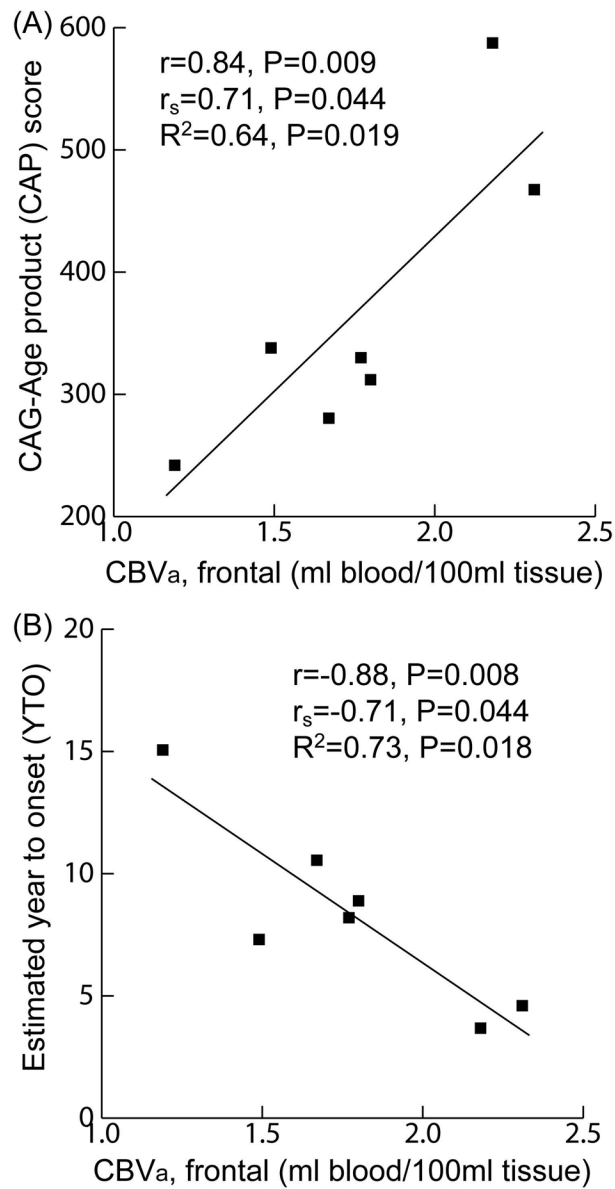 (A)
600
500
400
300
200
CAG-Age product (CAP) score
r=0.84, P=0.009
rs=0.71, P=0.044
R2=0.64, P=0.019
1.0 1.5 2.0 2.5
CBVa, frontal (ml blood/100ml tissue)
(B)
20
15
10
5
0
Estimated year to onset (YTO)
r=-0.88, P=0.008
rs=-0.71, P=0.044
R2=0.73, P=0.018
1.0 1.5 2.0 2.5
CBVa, frontal (ml blood/100ml tissue)